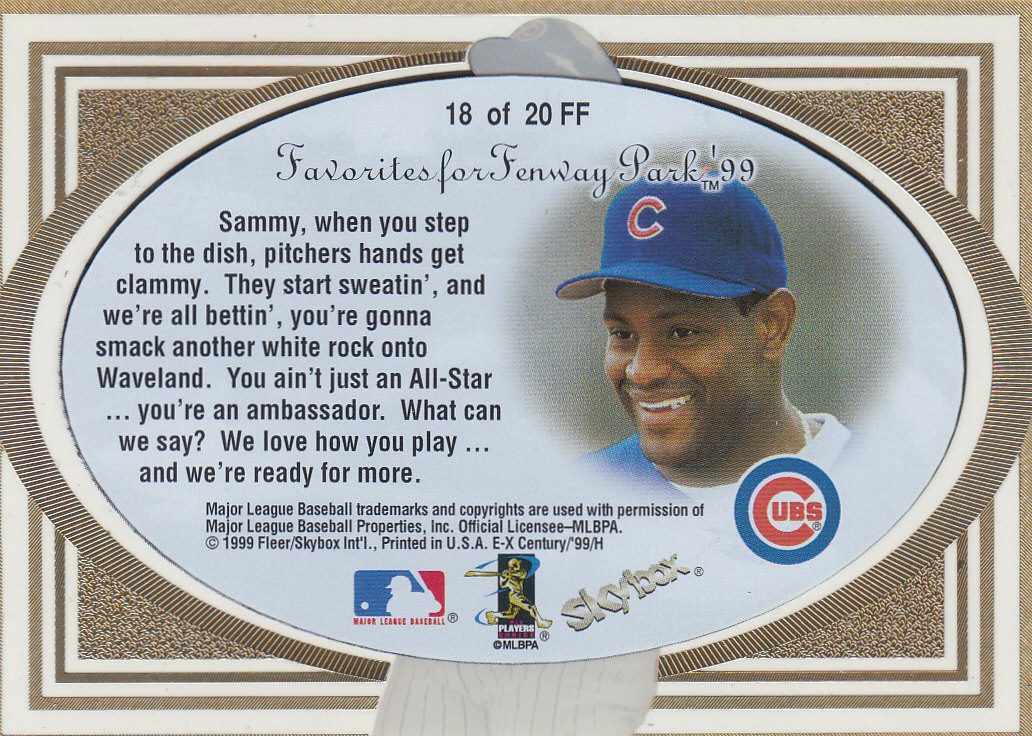 18 of 20 FF
Favorites for Fenway Park™ '99
Sammy, when you step
to the dish, pitchers hands get
clammy. They start sweatin', and
we're all bettin', you're gonna
smack another white rock onto
Waveland. You ain't just an All-Star
... you're an ambassador. What can
we say? We love how you play ...
and we're ready for more.
C
CUBS®
Major League Baseball trademarks and copyrights are used with permission of
Major League Baseball Properties, Inc. Official Licensee–MLBPA.
© 1999 Fleer/Skybox Int'l., Printed in U.S.A. E-X Century/'99/H
MAJOR LEAGUE BASEBALL®
PLAYERS
CHOICE®
©MLBPA
skybox®